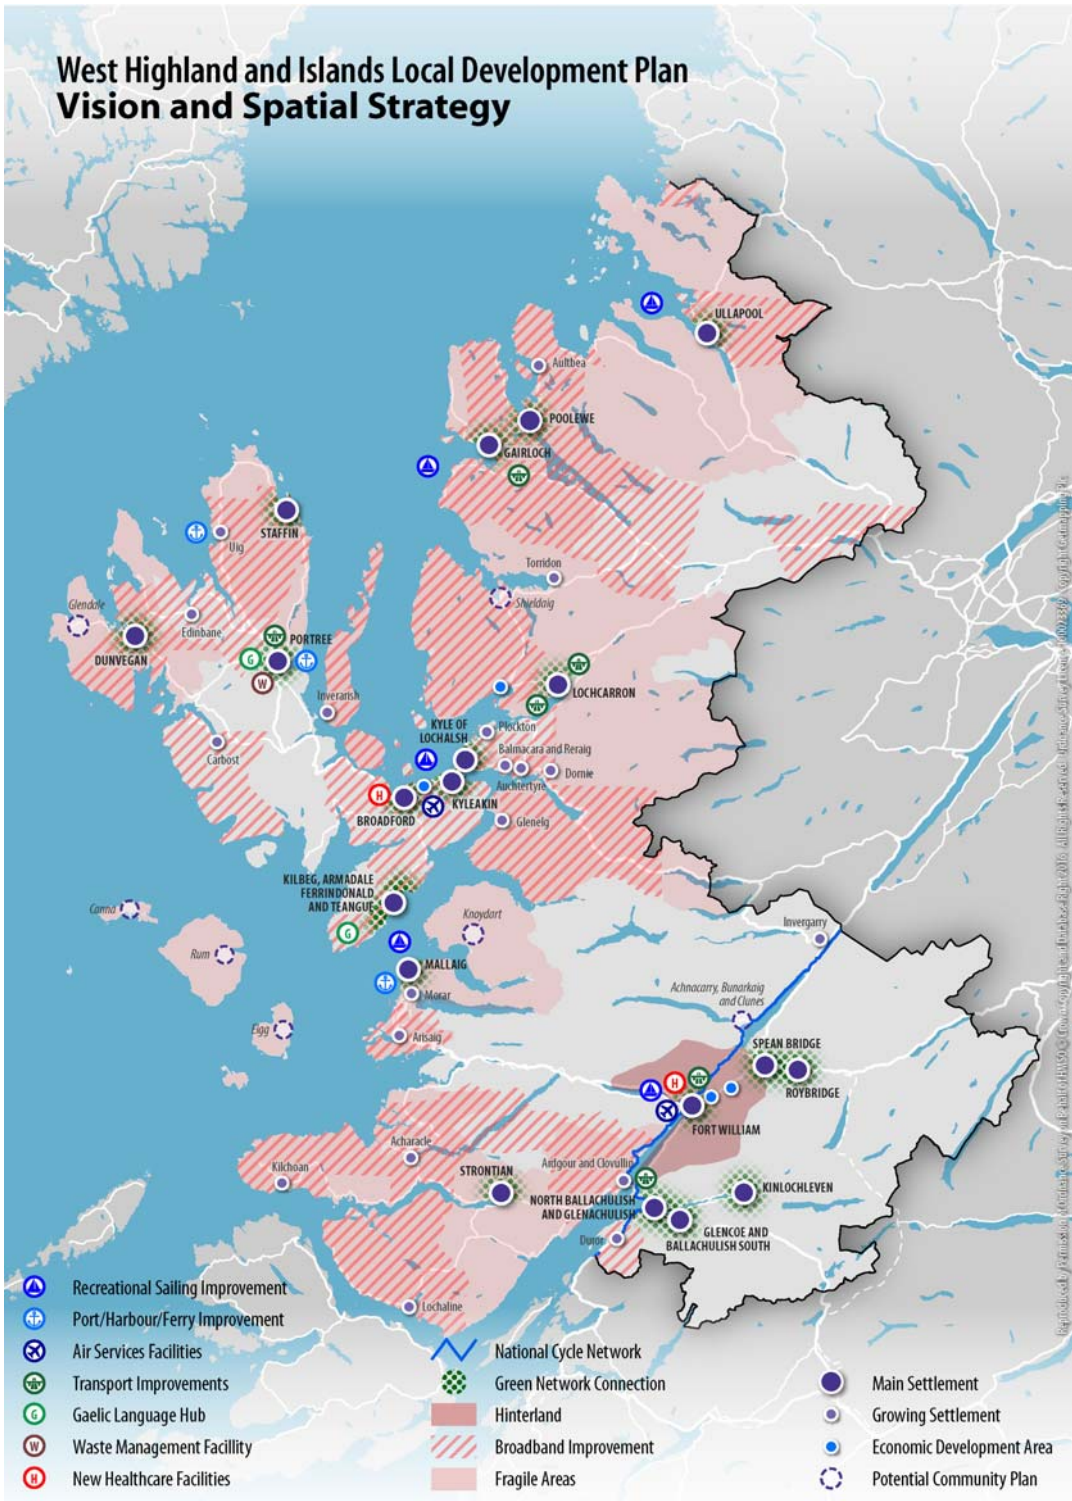 West Highland and Islands Local Development Plan
Vision and Spatial Strategy
ULLAPOOL
Aultbea
POOLEWE
GAIRLOCH
STAFFIN
Uig
Torridon
Shieldaig
Glendale
Edinbane
PORTREE
G
DUNVEGAN
W
LOCHCARRON
Inverarish
KYLE OF
LOCHALSH
Plockton
Carbost
Balmacara and Reraig
Dornie
Auchtertyre
H
KYLEAKIN
BROADFORD
Glenelg
KILBEG, ARMADALE
FERRINDONALD
AND TEANGUE
Canna
Knoydart
Invergarry
G
Rum
MALLAIG
Morar
Achnacarry, Bunarkaig
and Clunes
Eigg
Arisaig
SPEAN BRIDGE
ROYBRIDGE
H
FORT WILLIAM
Acharacle
Ardgour and Clovullin
Kilchoan
STRONTIAN
KINLOCHLEVEN
NORTH BALLACHULISH
AND GLENACHULISH
GLENCOE AND
BALLACHULISH SOUTH
Duror
Lochaline
Recreational Sailing Improvement
Port/Harbour/Ferry Improvement
Air Services Facilities
Transport Improvements
G Gaelic Language Hub
W Waste Management Facillity
H New Healthcare Facilities
National Cycle Network
Green Network Connection
Hinterland
Broadband Improvement
Fragile Areas
Main Settlement
Growing Settlement
Economic Development Area
Potential Community Plan